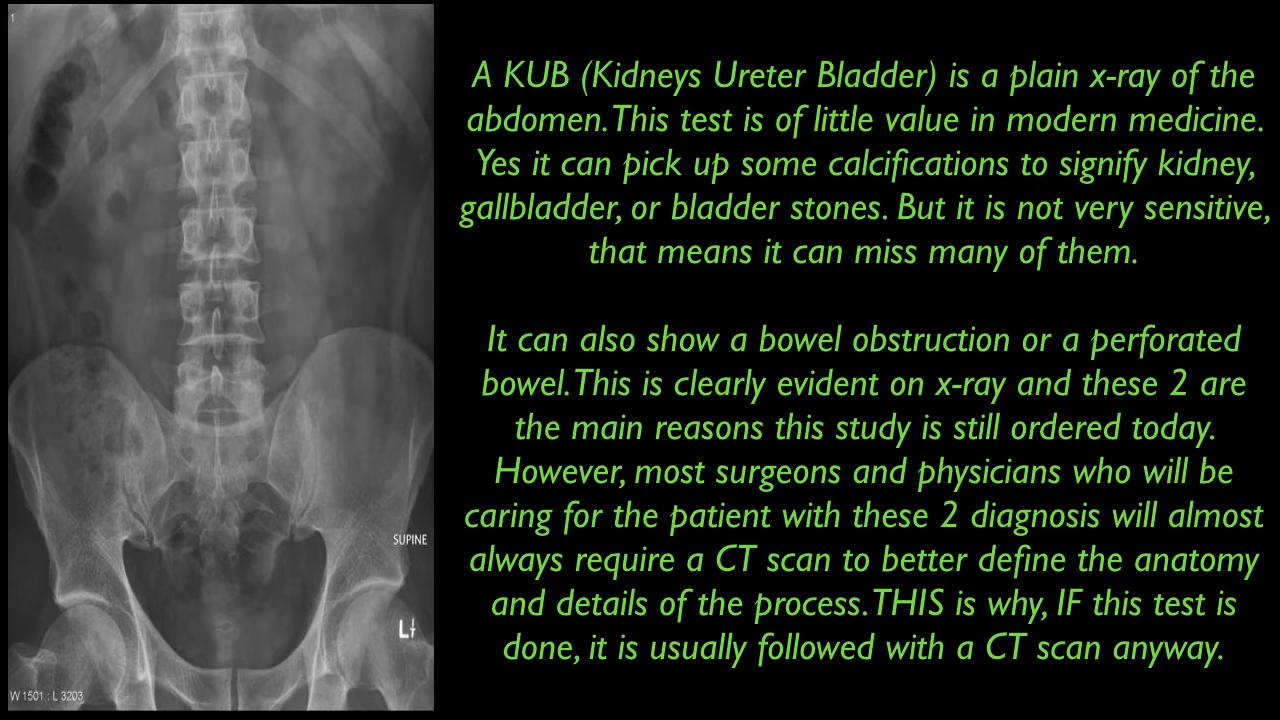 1
A KUB (Kidneys Ureter Bladder) is a plain x-ray of the
abdomen. This test is of little value in modern medicine.
Yes it can pick up some calcifications to signify kidney,
gallbladder, or bladder stones. But it is not very sensitive,
that means it can miss many of them.
It can also show a bowel obstruction or a perforated
bowel. This is clearly evident on x-ray and these 2 are
the main reasons this study is still ordered today.
However, most surgeons and physicians who will be
caring for the patient with these 2 diagnosis will almost
always require a CT scan to better define the anatomy
and details of the process. THIS is why, IF this test is
done, it is usually followed with a CT scan anyway.
SUPINE
Lt
W 1501 : L 3203